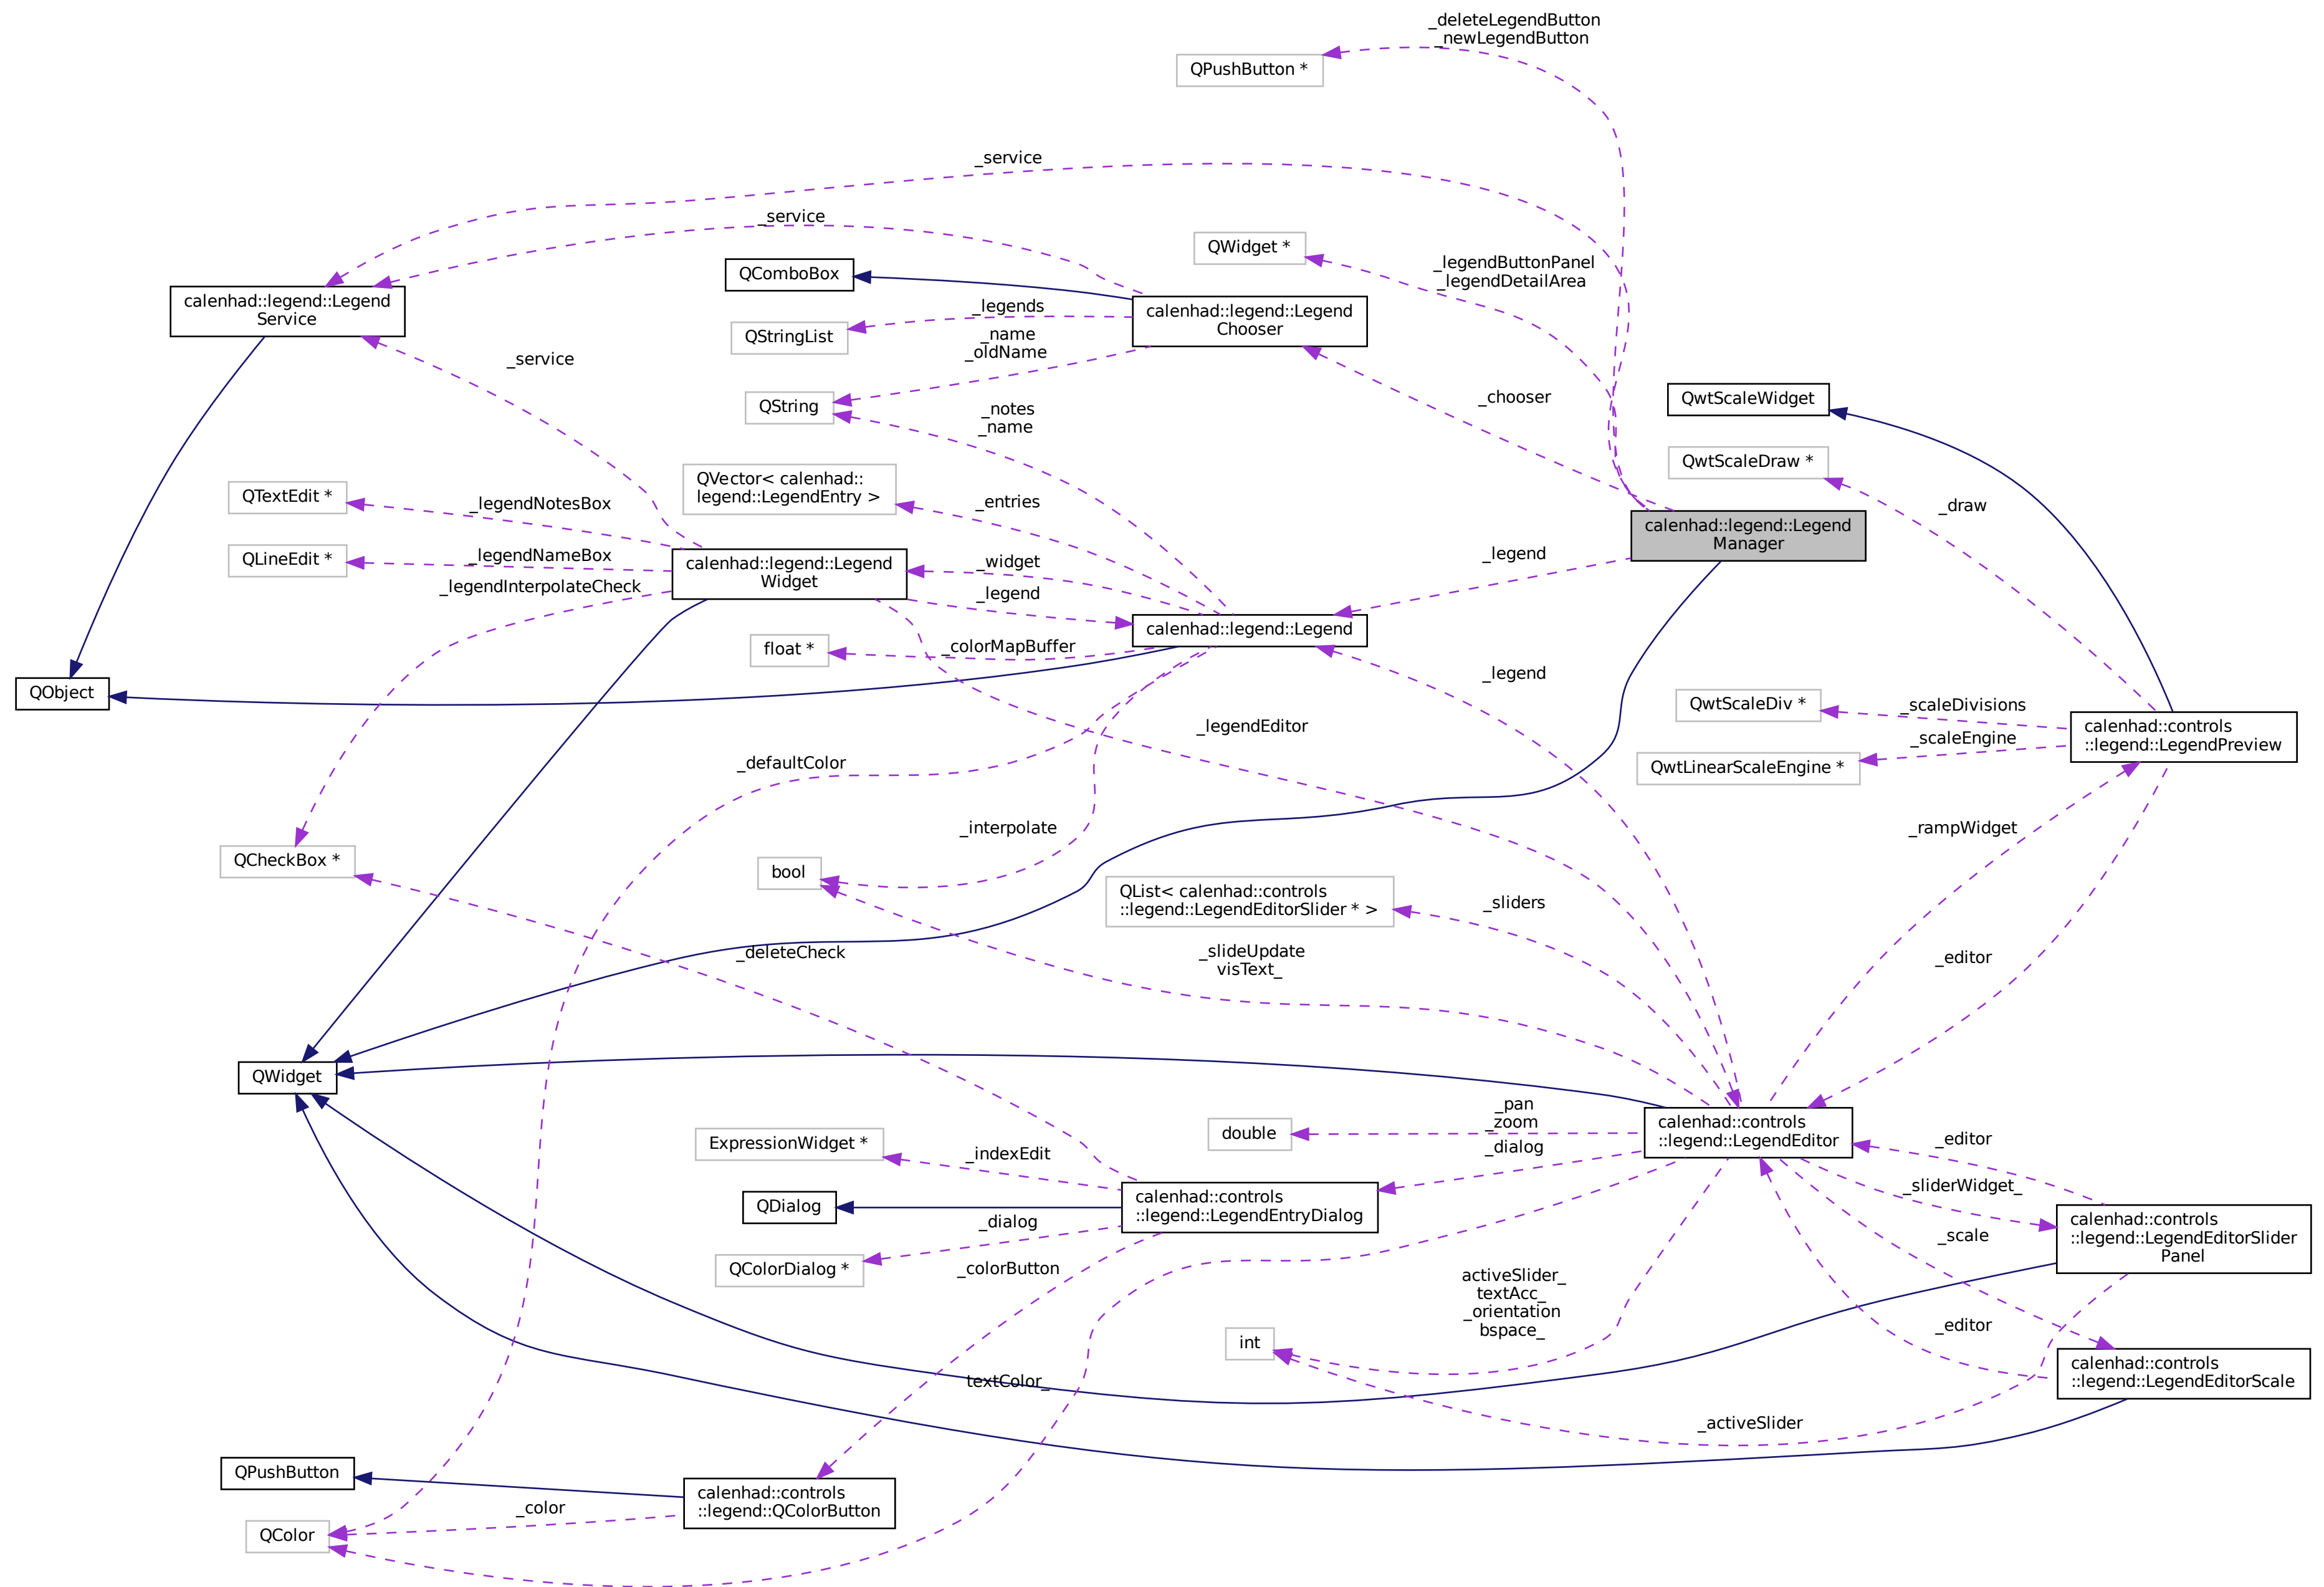 _deleteLegendButton
_newLegendButton
QPushButton *
_service
_service
QWidget *
_legendButtonPanel
_legendDetailArea
QComboBox
calenhad::legend::Legend
Service
calenhad::legend::Legend
Chooser
_legends
QStringList
_name
_oldName
_service
_chooser
QwtScaleWidget
QString
_notes
_name
QwtScaleDraw *
QVector< calenhad::
legend::LegendEntry >
QTextEdit *
_legendNotesBox
_entries
_draw
calenhad::legend::Legend
Manager
QLineEdit *
_legendNameBox
calenhad::legend::Legend
Widget
_widget
_legend
_legendInterpolateCheck
_legend
calenhad::legend::Legend
float *
_colorMapBuffer
_legend
QObject
QwtScaleDiv *
_scaleDivisions
calenhad::controls
::legend::LegendPreview
_legendEditor
_scaleEngine
QwtLinearScaleEngine *
_defaultColor
_interpolate
_rampWidget
QCheckBox *
bool
QList< calenhad::controls
::legend::LegendEditorSlider * >
_sliders
_deleteCheck
_slideUpdate
visText_
_editor
QWidget
double
_pan
_zoom
calenhad::controls
::legend::LegendEditor
ExpressionWidget *
_indexEdit
_dialog
_editor
QDialog
calenhad::controls
::legend::LegendEntryDialog
_sliderWidget_
_dialog
calenhad::controls
::legend::LegendEditorSlider
Panel
_scale
QColorDialog *
_colorButton
activeSlider_
textAcc_
_orientation
bspace_
int
_editor
textColor_
calenhad::controls
::legend::LegendEditorScale
_activeSlider
QPushButton
calenhad::controls
::legend::QColorButton
_color
QColor